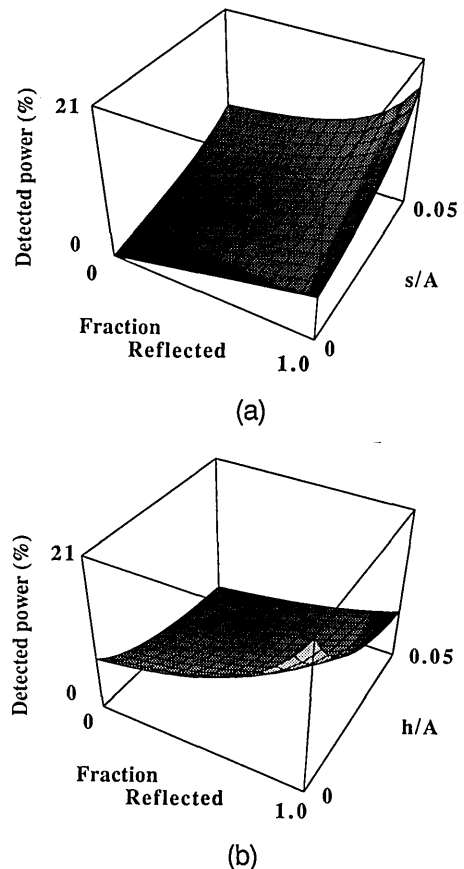 21
Detected power (%)
0
0
0.05
s/A
Fraction
Reflected
1.0
0
(a)
21
Detected power (%)
0
0
0.05
h/A
Fraction
Reflected
1.0
0
(b)